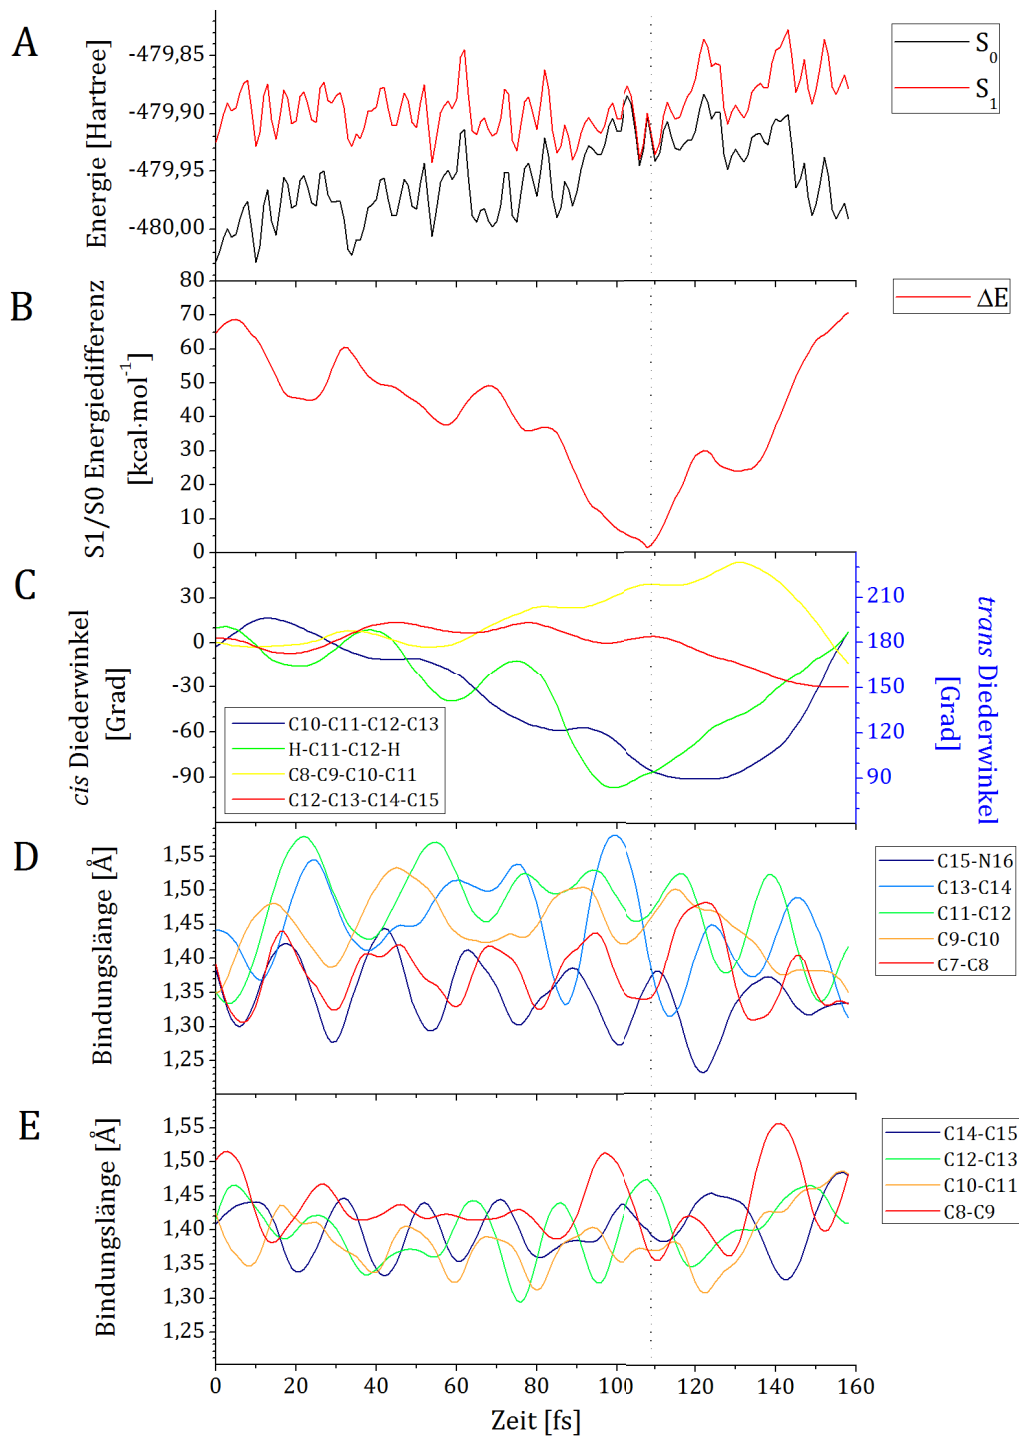 A
Energie [Hartree]
-479,85
-479,90
-479,95
-480,00
S0
S1
B
S1/S0 Energiedifferenz
[kcal·mol-1]
80
70
60
50
40
30
20
10
0
ΔE
C
cis Diederwinkel
[Grad]
30
0
-30
-60
-90
C10-C11-C12-C13
H-C11-C12-H
C8-C9-C10-C11
C12-C13-C14-C15
210
180
150
120
90
trans Diederwinkel
[Grad]
D
Bindungslänge [Å]
1,55
1,50
1,45
1,40
1,35
1,30
1,25
C15-N16
C13-C14
C11-C12
C9-C10
C7-C8
E
Bindungslänge [Å]
1,55
1,50
1,45
1,40
1,35
1,30
1,25
C14-C15
C12-C13
C10-C11
C8-C9
0 20 40 60 80 100 120 140 160
Zeit [fs]